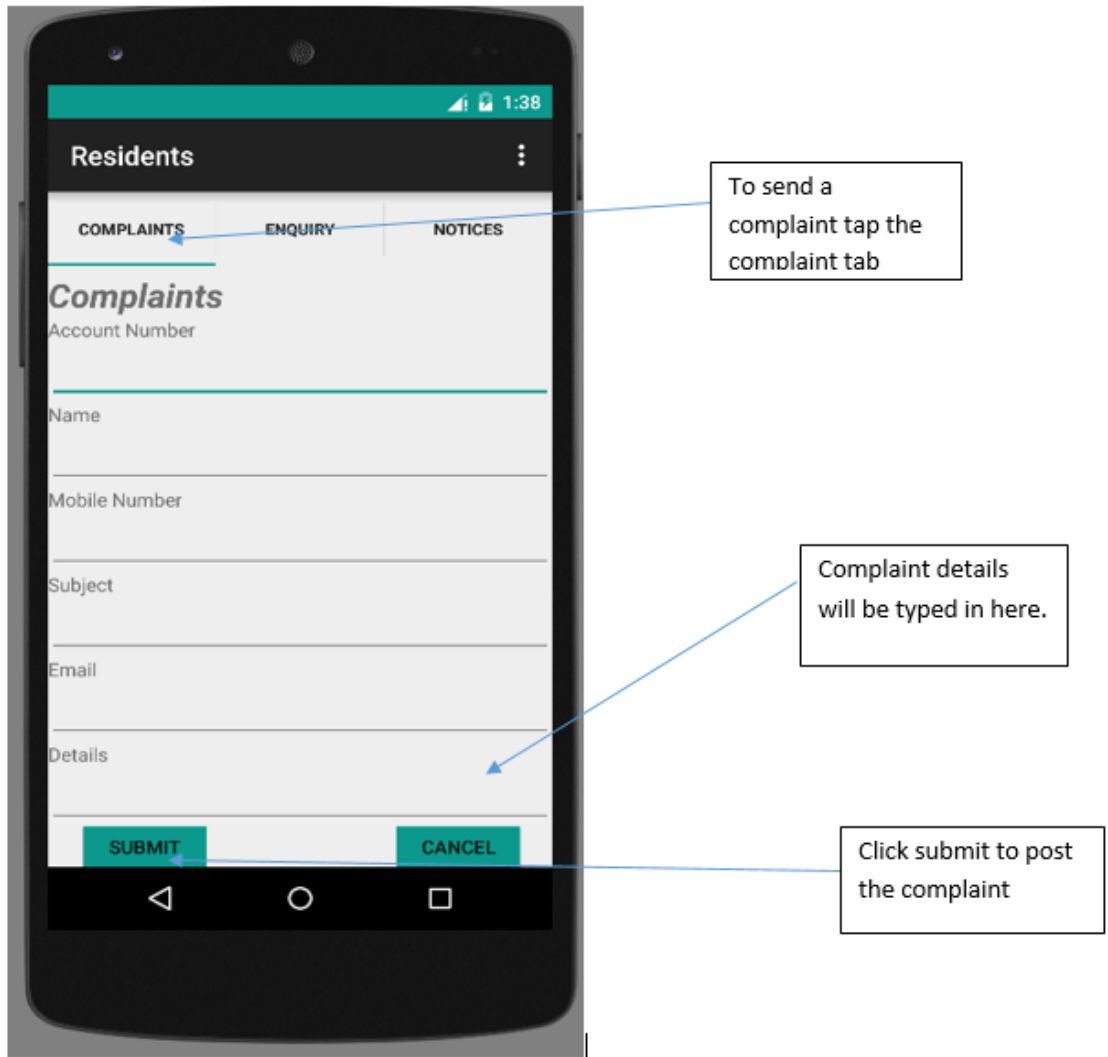 1:38
Residents
COMPLAINTS ENQUIRY NOTICES
Complaints
Account Number
Name
Mobile Number
Subject
Email
Details
SUBMIT CANCEL
To send a
complaint tap the
complaint tab
Complaint details
will be typed in here.
Click submit to post
the complaint